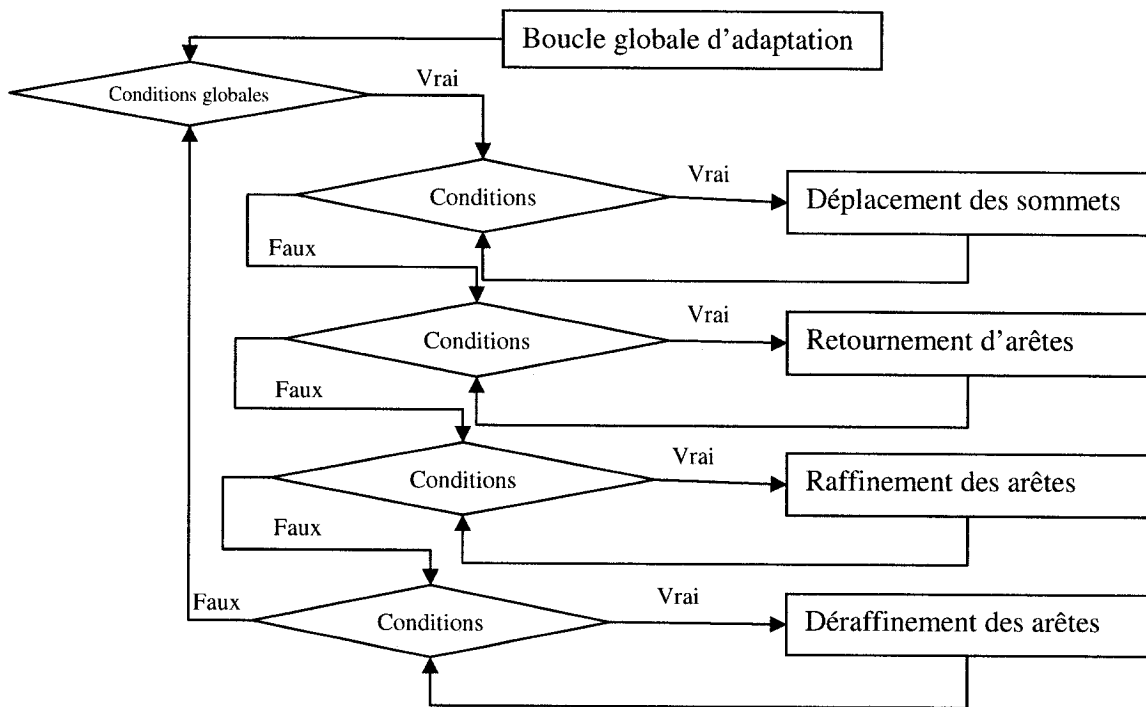 Boucle globale d'adaptation
Vrai
Conditions globales
Vrai
Conditions
Déplacement des sommets
Faux
Vrai
Conditions
Retournement d'arêtes
Faux
Vrai
Conditions
Raffinement des arêtes
Faux
Vrai
Faux
Conditions
Déraffinement des arêtes